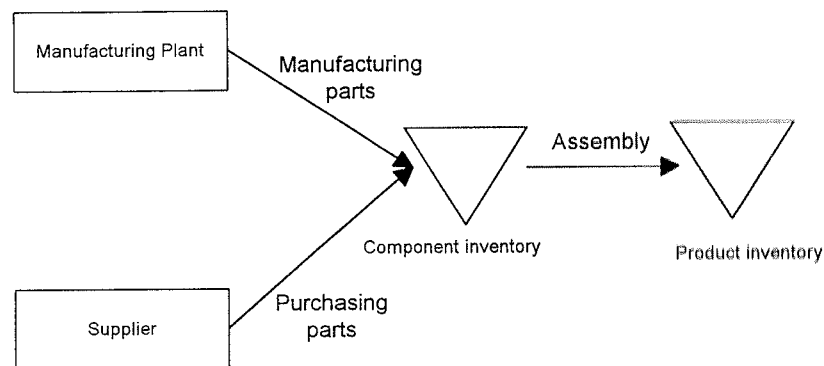 Manufacturing Plant
Manufacturing
parts
Assembly
Component inventory
Product inventory
Purchasing
parts
Supplier